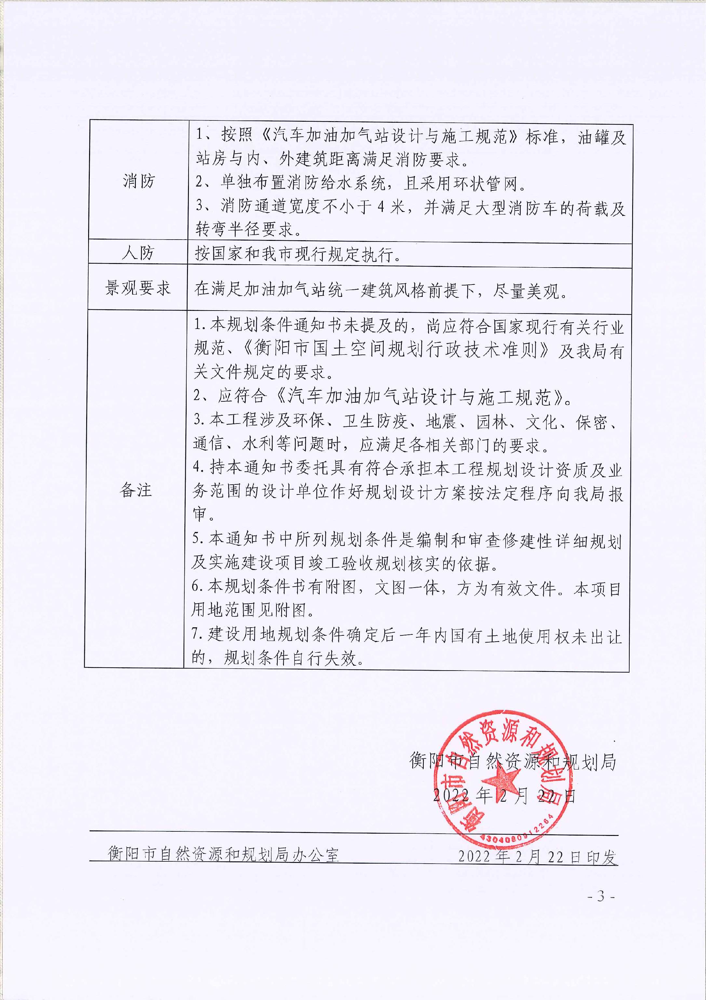 消防
1、按照《汽车加油加气站设计与施工规范》标准，油罐及
站房与内、外建筑距离满足消防要求。
2、单独布置消防给水系统，且采用环状管网。
3、消防通道宽度不小于 4 米，并满足大型消防车的荷载及
转弯半径要求。
人防
按国家和我市现行规定执行。
景观要求
在满足加油加气站统一建筑风格前提下，尽量美观。
备注
1. 本规划条件通知书未提及的，尚应符合国家现行有关行业
规范、《衡阳市国土空间规划行政技术准则》及我局有
关文件规定的要求。
2、应符合《汽车加油加气站设计与施工规范》。
3. 本工程涉及环保、卫生防疫、地震、园林、文化、保密、
通信、水利等问题时，应满足各相关部门的要求。
4. 持本通知书委托具有符合承担本工程规划设计资质及业
务范围的设计单位作好规划设计方案按法定程序向我局报
审。
5. 本通知书中所列规划条件是编制和审查修建性详细规划
及实施建设项目竣工验收规划核实的依据。
6. 本规划条件书有附图，文图一体，方为有效文件。本项目
用地范围见附图。
7. 建设用地规划条件确定后一年内国有土地使用权未出让
的，规划条件自行失效。
衡阳市自然资源和规划局
衡阳市自然资源和规划局
2022 年 2 月 22 日
4304080912264
衡阳市自然资源和规划局办公室
2022 年 2 月 22 日印发
- 3 -